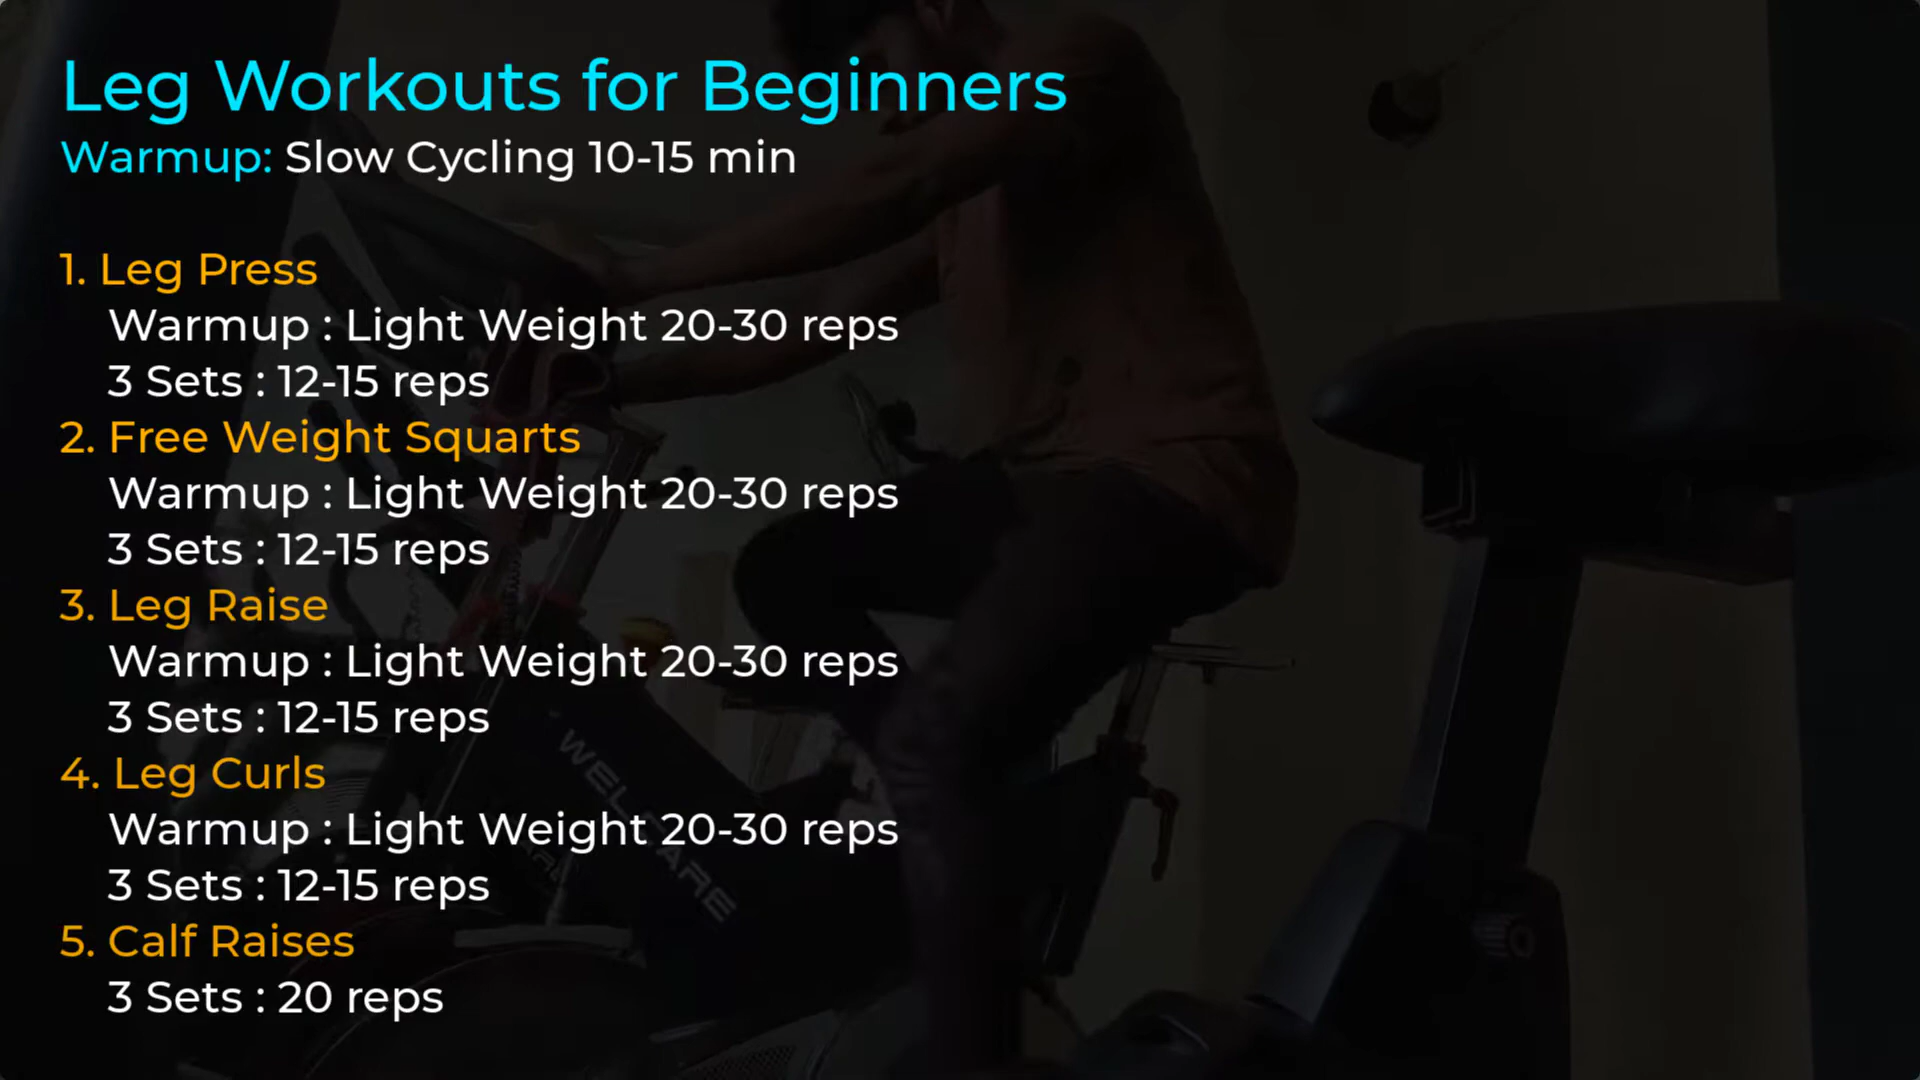 Leg Workouts for Beginners
Warmup: Slow Cycling 10-15 min
1. Leg Press
Warmup : Light Weight 20-30 reps
3 Sets : 12-15 reps
2. Free Weight Squarts
Warmup : Light Weight 20-30 reps
3 Sets : 12-15 reps
3. Leg Raise
Warmup : Light Weight 20-30 reps
3 Sets : 12-15 reps
4. Leg Curls
Warmup : Light Weight 20-30 reps
3 Sets : 12-15 reps
5. Calf Raises
3 Sets : 20 reps
WELCARE